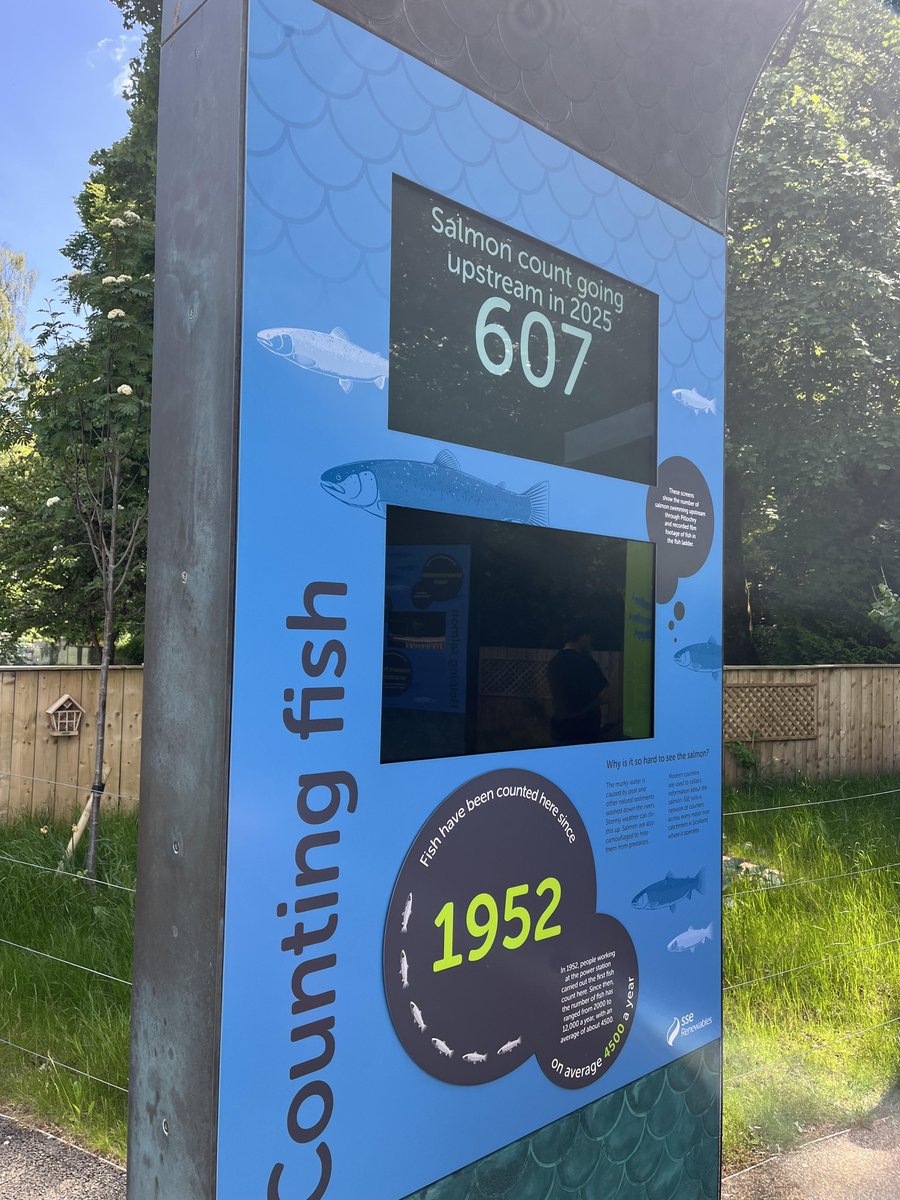 Salmon count going
upstream in 2025
607
These screens
show the number of
salmon swimming upstream
through Pitlochry
and recorded film
footage of fish in
the fish ladder.
Counting fish
Why is it so hard to see the salmon?
The murky water is
caused by peat and
other natural sediments
washed down the rivers.
Stormy weather can stir
this up. Salmon are also
camouflaged to hide
them from predators.
Modern counters
are used to collect
information about the
salmon. SSE runs a
network of counters
across every major river
catchment in Scotland
where it operates.
Fish have been counted here since
1952
In 1952, people working
at the power station
carried out the first fish
count here. Since then,
the number of fish has
ranged from 2000 to
12,000 a year, with an
average of about 4500.
On average 4500 a year
sse
Renewables